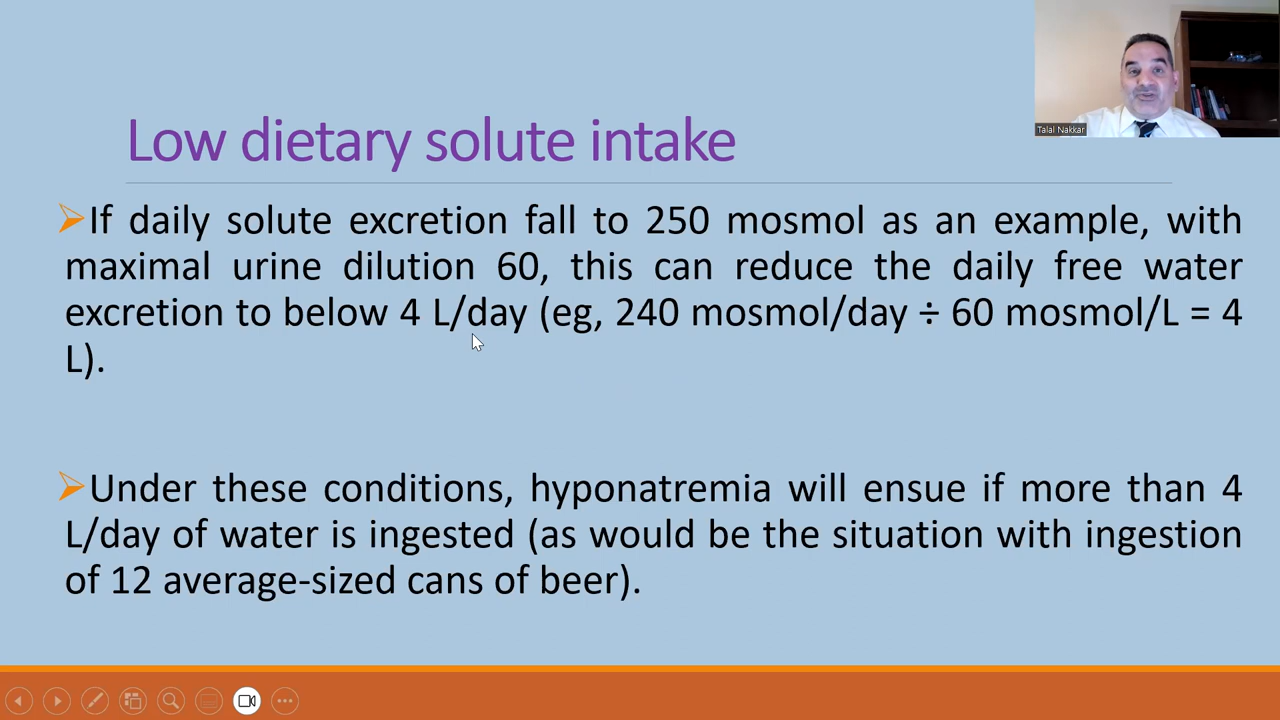 Talal Nakkar
Low dietary solute intake
If daily solute excretion fall to 250 mosmol as an example, with
maximal urine dilution 60, this can reduce the daily free water
excretion to below 4 L/day (eg, 240 mosmol/day ÷ 60 mosmol/L = 4
L).
Under these conditions, hyponatremia will ensue if more than 4
L/day of water is ingested (as would be the situation with ingestion
of 12 average-sized cans of beer).